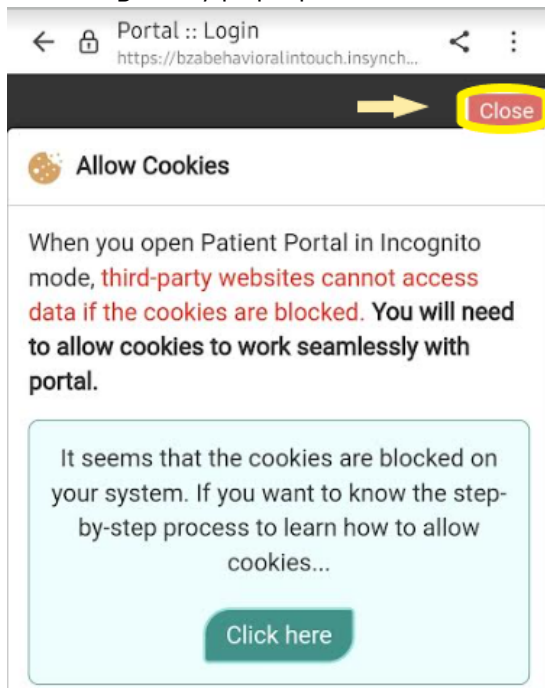 Portal :: Login
https://bzabehavioralintouch.insynch...
Close
Allow Cookies
When you open Patient Portal in Incognito
mode, third-party websites cannot access
data if the cookies are blocked. You will need
to allow cookies to work seamlessly with
portal.
It seems that the cookies are blocked on
your system. If you want to know the step-
by-step process to learn how to allow
cookies...
Click here